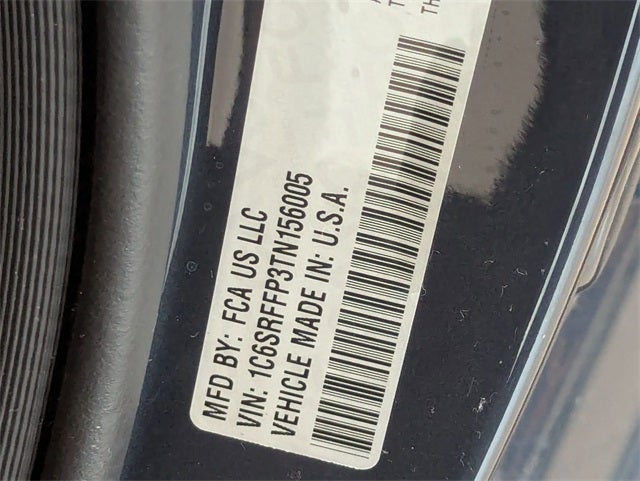 MFD BY: FCA US LLC
VIN: 1C6SRFFP3TN156005
VEHICLE MADE IN: U.S.A.